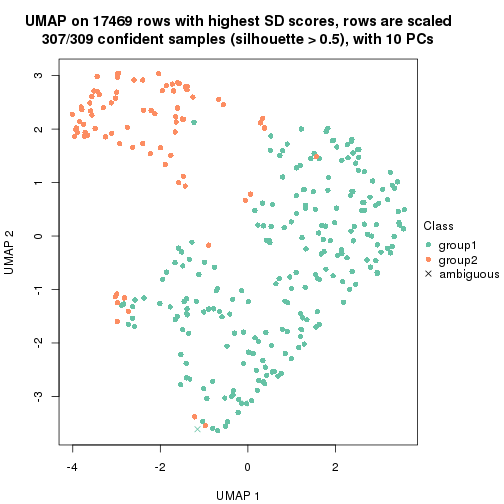 UMAP on 17469 rows with highest SD scores, rows are scaled
307/309 confident samples (silhouette > 0.5), with 10 PCs
3
2
1
0
-1
-2
-3
UMAP 2
-4
-2
0
2
UMAP 1
Class
group1
group2
ambiguous